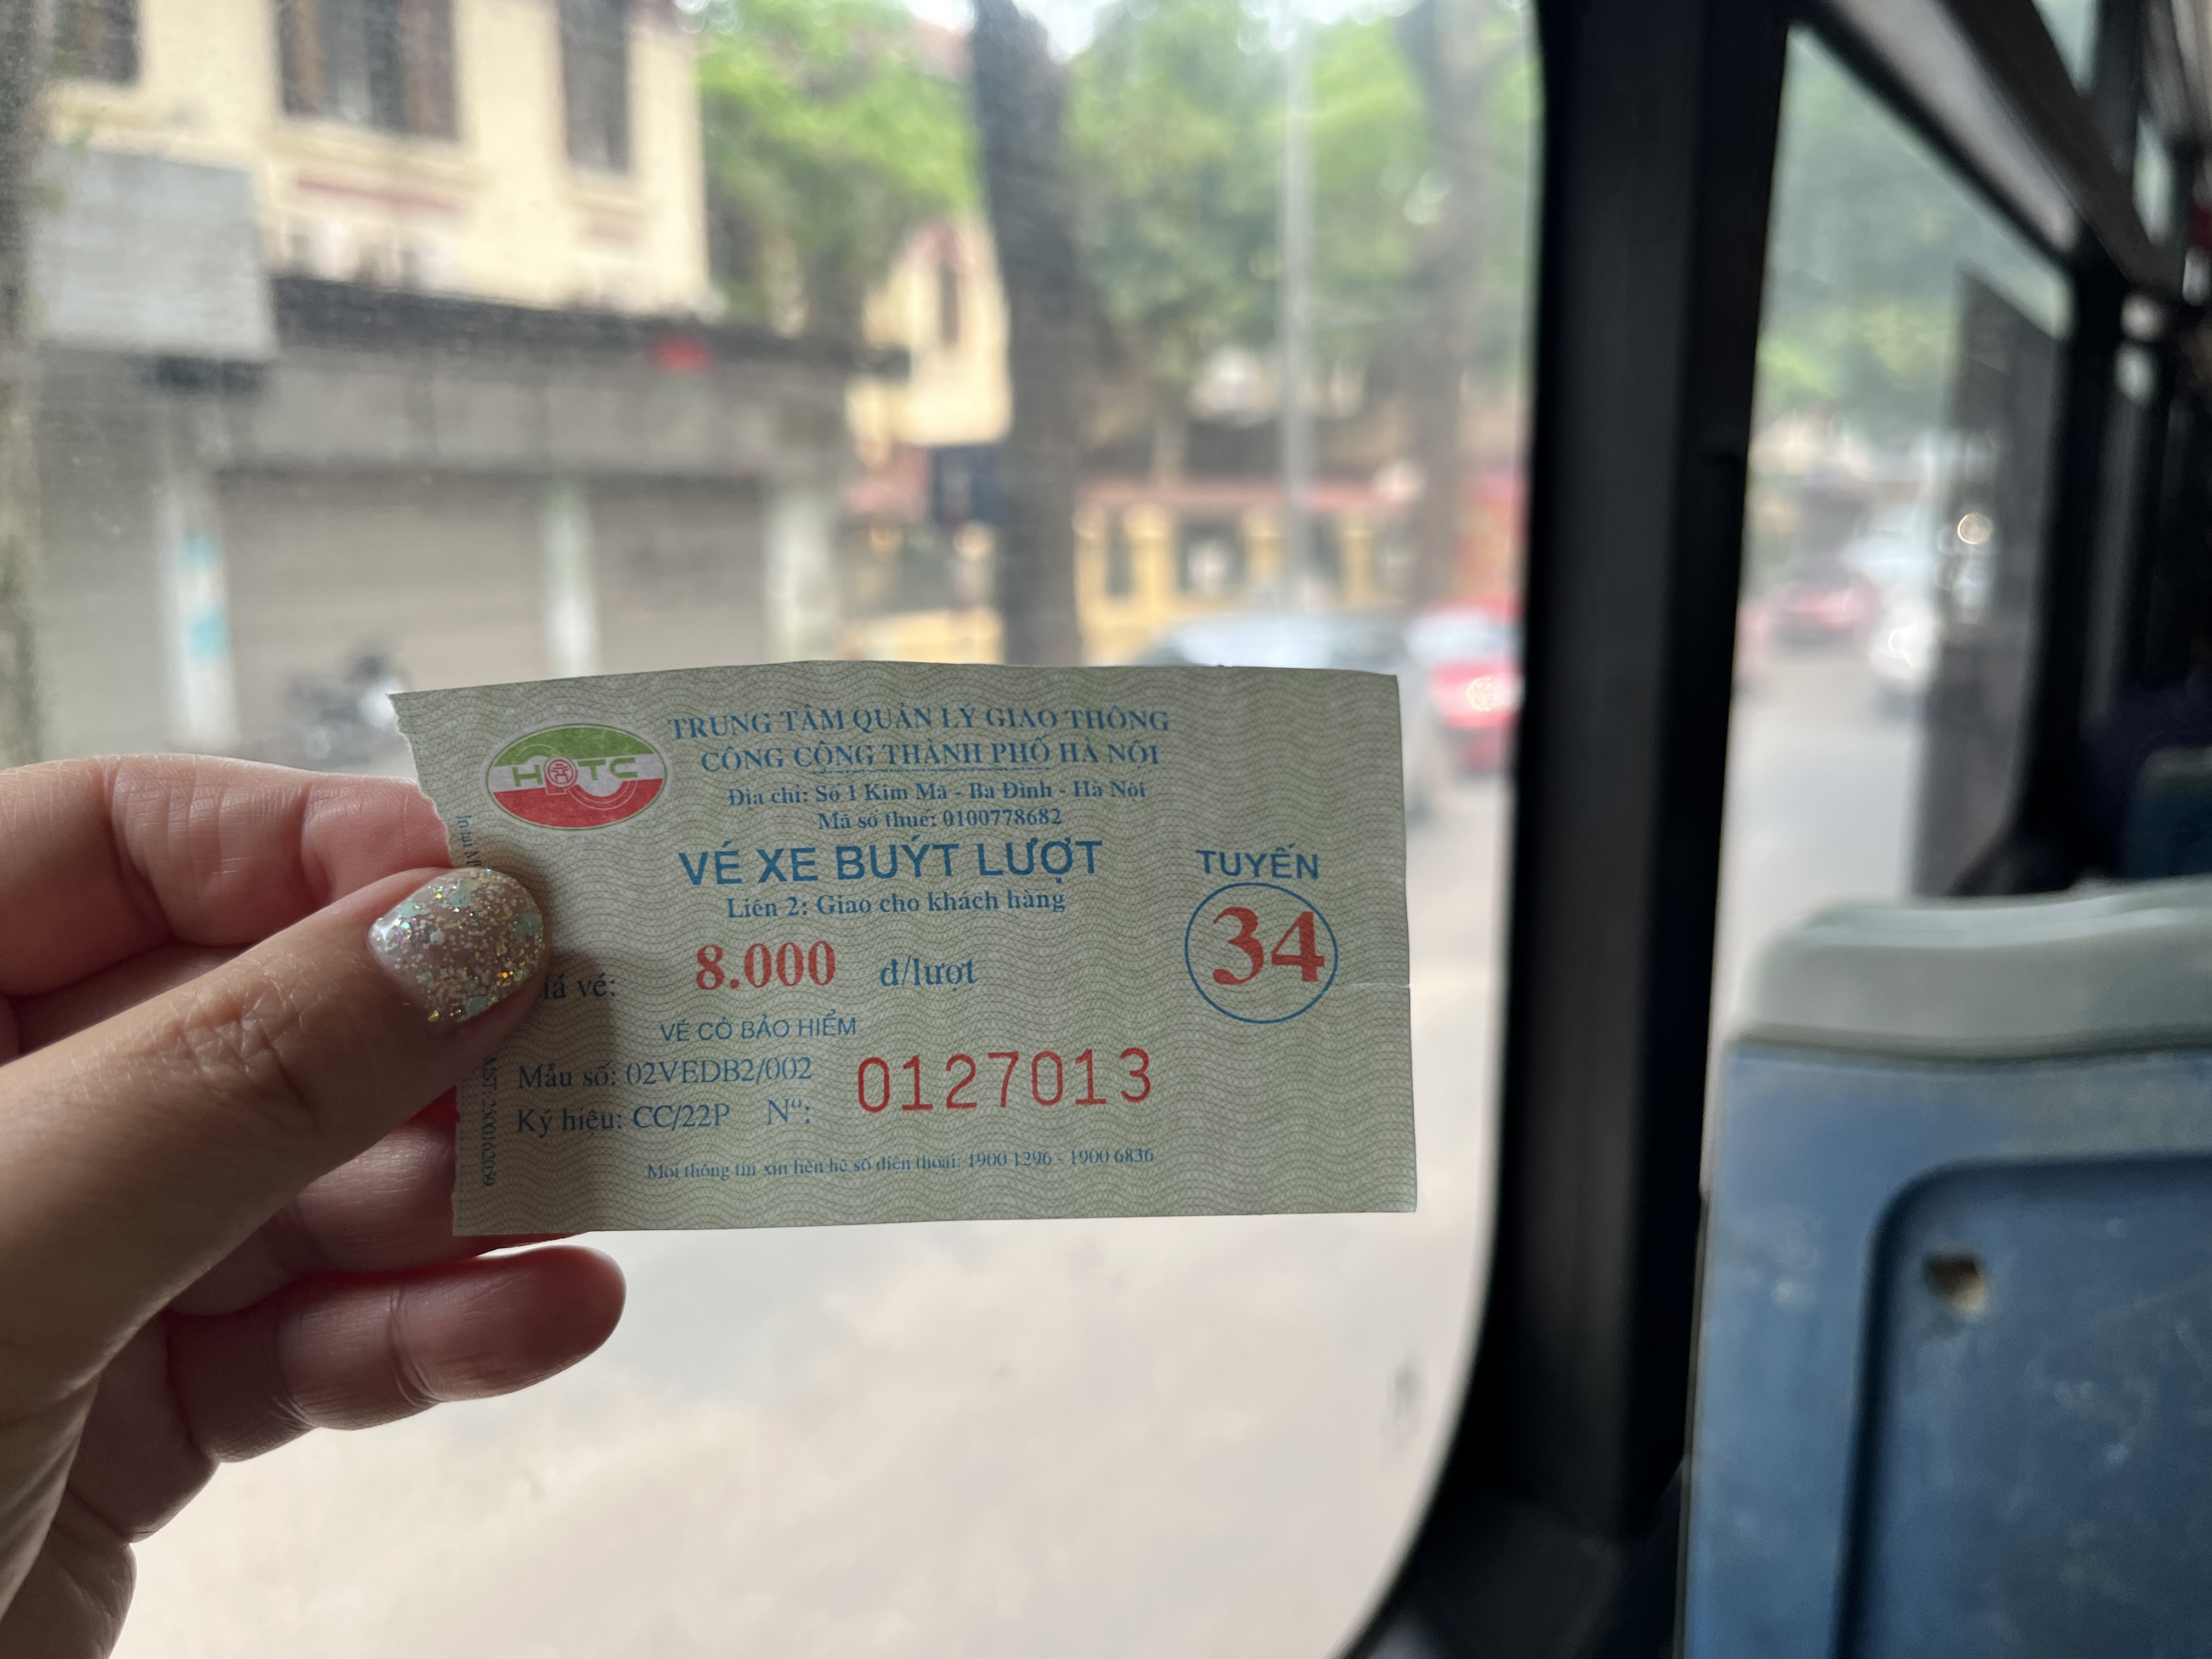 HPTC
TRUNG TÂM QUẢN LÝ GIAO THÔNG
CÔNG CỘNG THÀNH PHỐ HÀ NỘI
Địa chỉ: Số 1 Kim Mã - Ba Đình - Hà Nội
Mã số thuế: 0100778682
VÉ XE BUÝT LƯỢT
Liên 2: Giao cho khách hàng
TUYẾN
34
vé: 8.000 đ/lượt
VÉ CÓ BẢO HIỂM
Mẫu số: 02VEDB2/002
Ký hiệu: CC/22P Nº: 0127013
Mọi thông tin xin liên hệ số điện thoại: 1900 1296 - 1900 6836